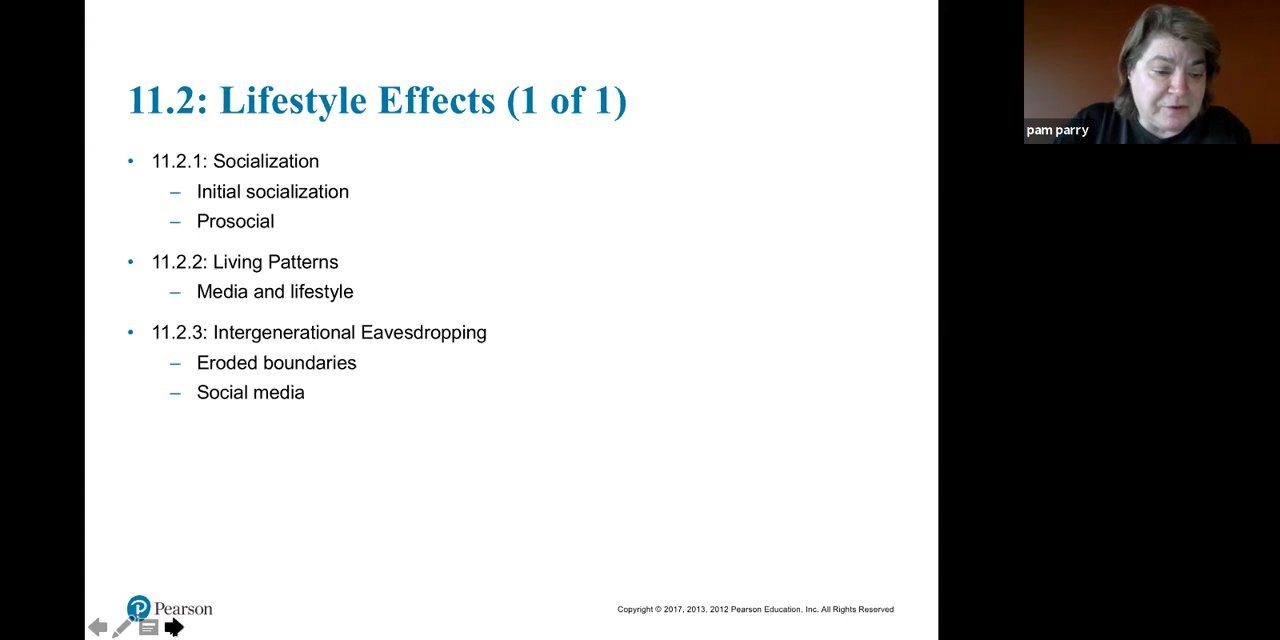 11.2: Lifestyle Effects (1 of 1)
• 11.2.1: Socialization
– Initial socialization
– Prosocial
• 11.2.2: Living Patterns
– Media and lifestyle
• 11.2.3: Intergenerational Eavesdropping
– Eroded boundaries
– Social media
Pearson
Copyright © 2017, 2013, 2012 Pearson Education, Inc. All Rights Reserved
pam parry